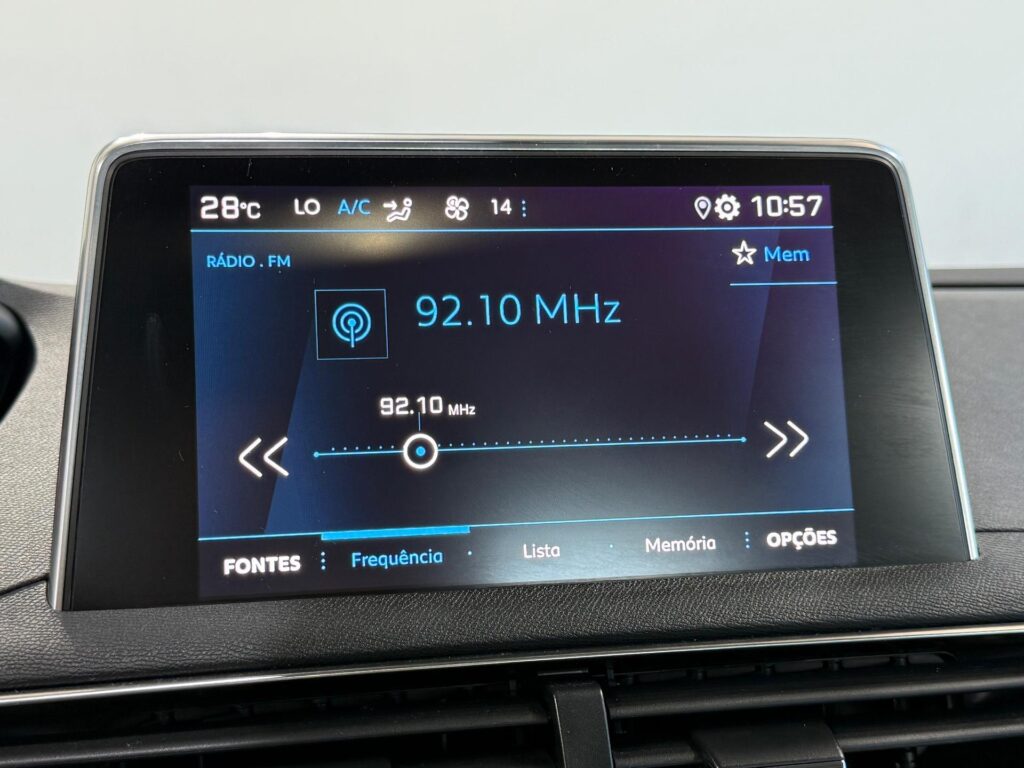 28°C LO A/C 14 10:57
RÁDIO . FM
Mem
92.10 MHz
92.10 MHz
FONTES Frequência Lista Memória OPÇÕES